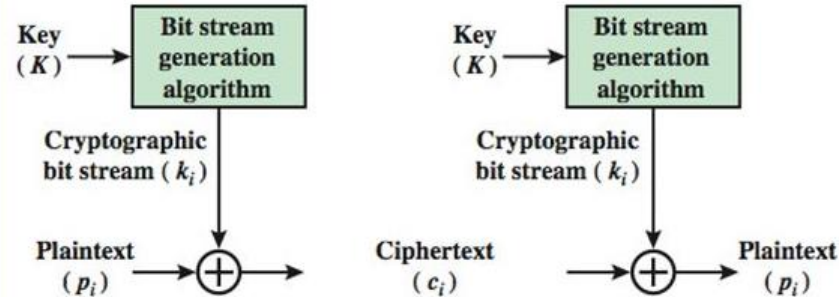 Key
(K)
Bit stream
generation
algorithm
Cryptographic
bit stream ( kᵢ )
Plaintext
(pᵢ)
Ciphertext
(cᵢ)
Key
(K)
Bit stream
generation
algorithm
Cryptographic
bit stream ( kᵢ )
Plaintext
(pᵢ)